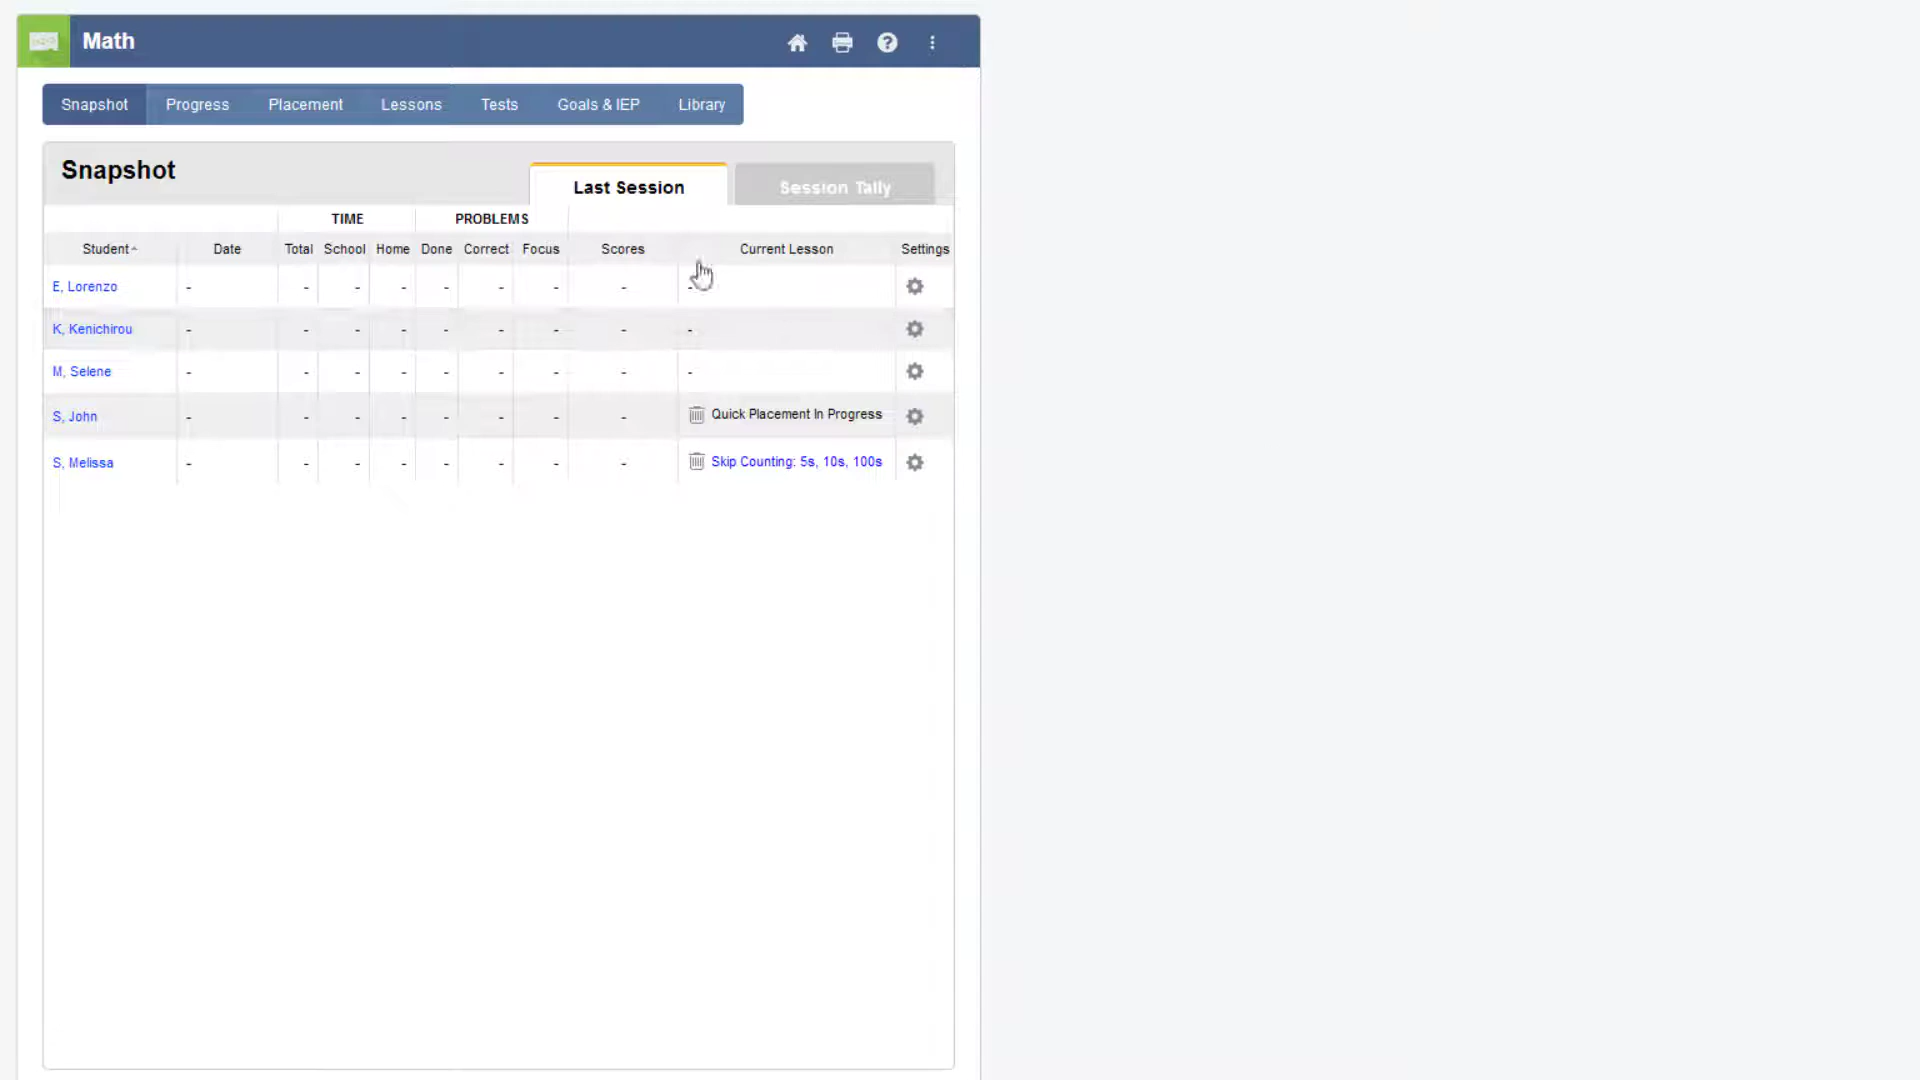 Math
Snapshot Progress Placement Lessons Tests Goals & IEP Library
Snapshot
Last Session Session Tally
TIME PROBLEMS
Student Date Total School Home Done Correct Focus Scores Current Lesson Settings
E, Lorenzo - - - - - - - - -
K, Kenichirou - - - - - - - - -
M, Selene - - - - - - - - -
S, John - - - - - - - - Quick Placement In Progress
S, Melissa - - - - - - - - Skip Counting: 5s, 10s, 100s